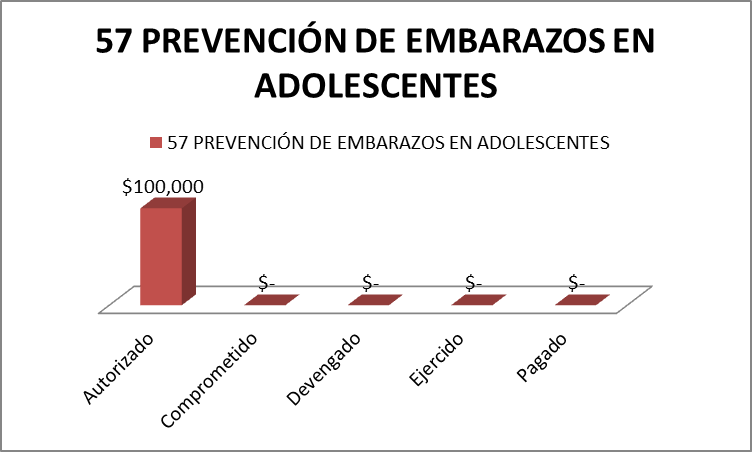 57 PREVENCIÓN DE EMBARAZOS EN
ADOLESCENTES
57 PREVENCIÓN DE EMBARAZOS EN ADOLESCENTES
$100,000
$-
$-
$-
$-
Autorizado
Comprometido
Devengado
Ejercido
Pagado